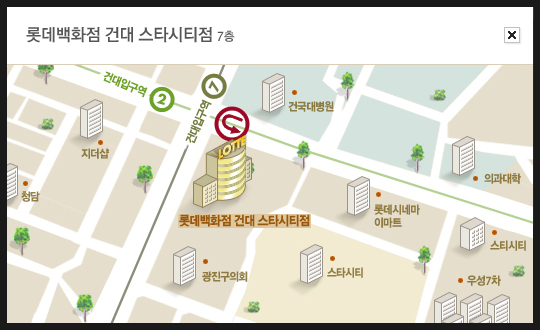 롯데백화점 건대 스타시티점 7층
건대입구역
2
7
건대입구역
건국대병원
LOTTE
지더샵
청담
의과대학
롯데시네마
이마트
롯데백화점 건대 스타시티점
스티시티
광진구의회
스타시티
우성7차